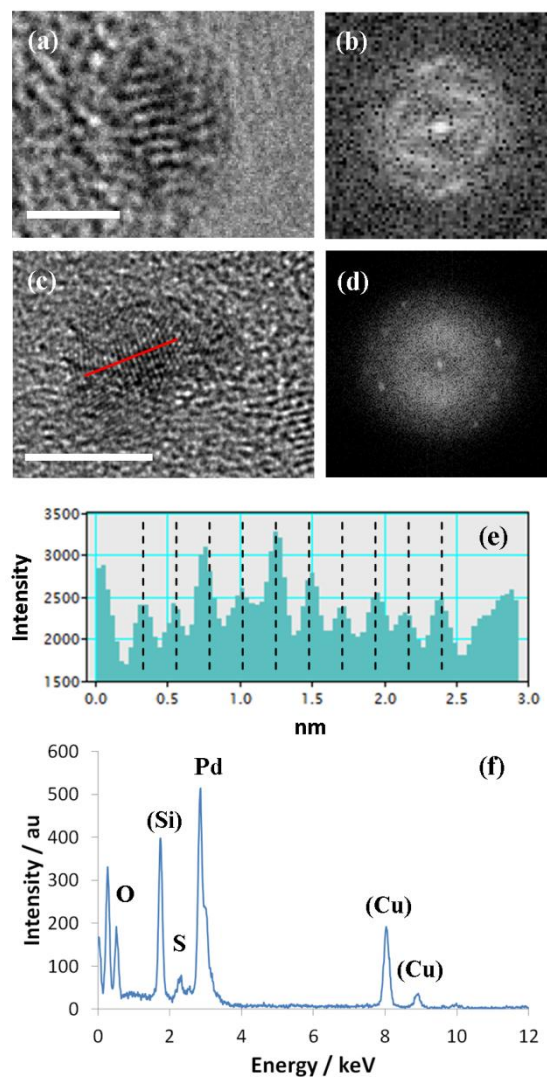 (a)
(b)
(c)
(d)
3500
3000
2500
2000
1500
Intensity
(e)
0.0 0.5 1.0 1.5 2.0 2.5 3.0
nm
600
500
400
300
200
100
0
Intensity / au
(f)
Pd
(Si)
O
S
(Cu)
(Cu)
0 2 4 6 8 10 12
Energy / keV